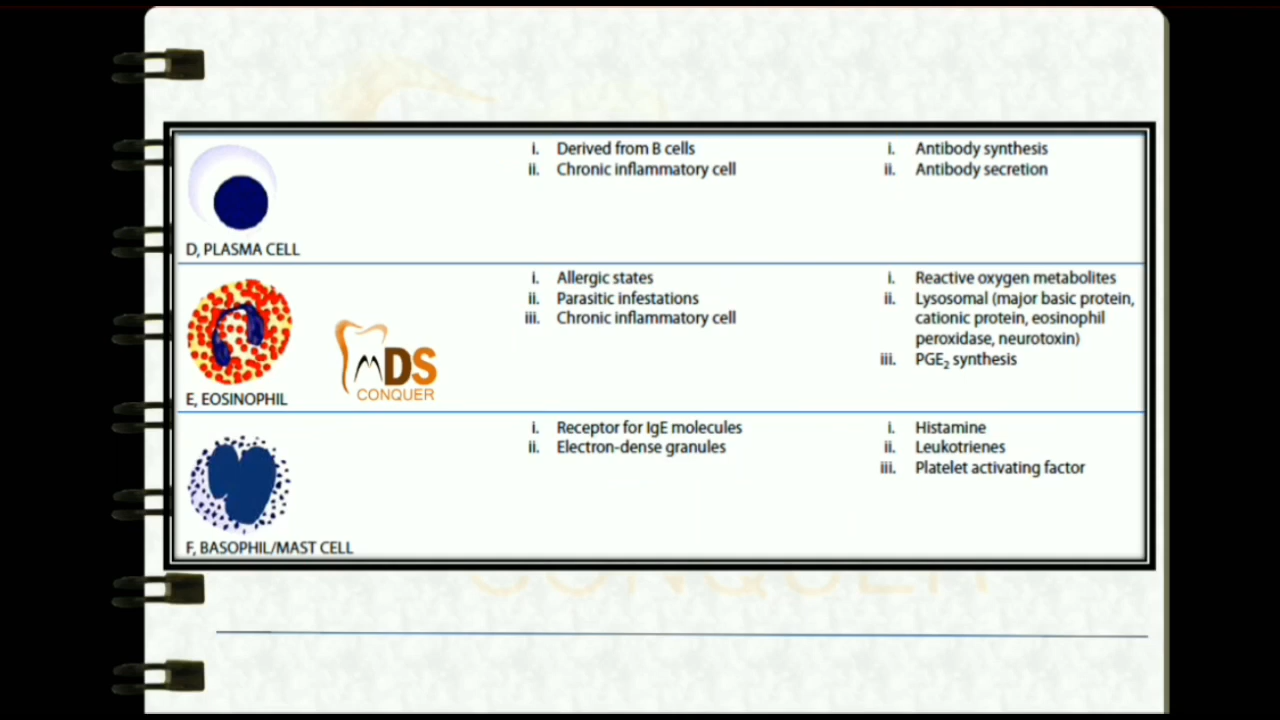 i. Derived from B cells
ii. Chronic inflammatory cell
i. Antibody synthesis
ii. Antibody secretion
D, PLASMA CELL
i. Allergic states
ii. Parasitic infestations
iii. Chronic inflammatory cell
i. Reactive oxygen metabolites
ii. Lysosomal (major basic protein,
cationic protein, eosinophil
peroxidase, neurotoxin)
iii. PGE₂ synthesis
MDS
CONQUER
E, EOSINOPHIL
i. Receptor for IgE molecules
ii. Electron-dense granules
i. Histamine
ii. Leukotrienes
iii. Platelet activating factor
F, BASOPHIL/MAST CELL
CONQUER